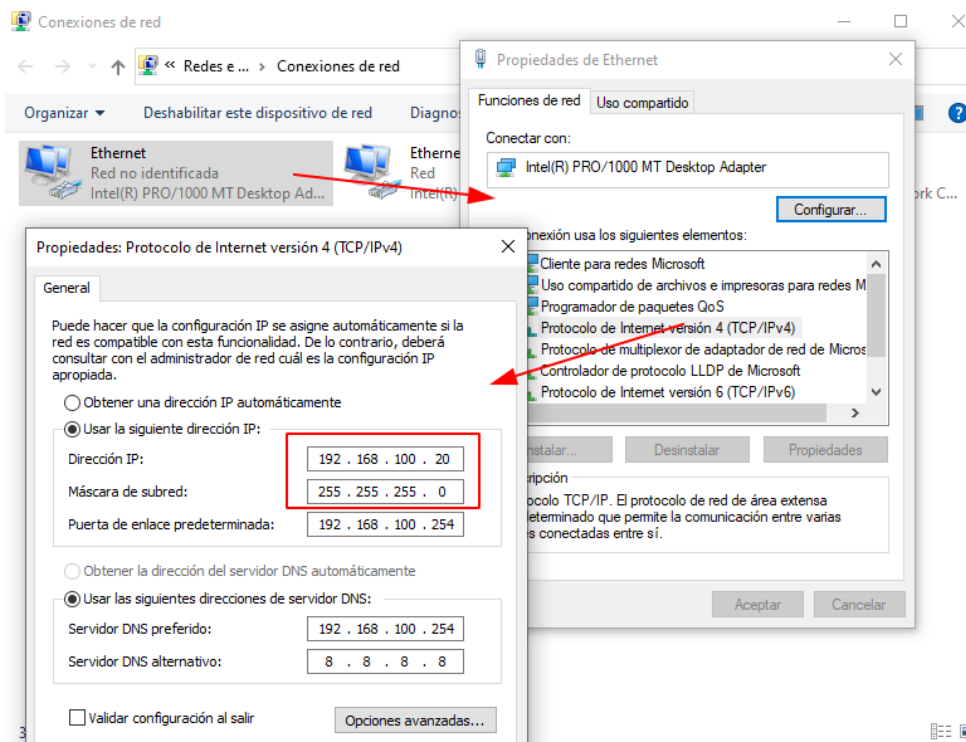 Conexiones de red
« Redes e ... › Conexiones de red
Organizar
Deshabilitar este dispositivo de red
Ethernet
Red no identificada
Intel(R) PRO/1000 MT Desktop Ad...
Red
Intel(R)
Propiedades de Ethernet
Funciones de red
Uso compartido
Conectar con:
Intel(R) PRO/1000 MT Desktop Adapter
Configurar...
usa los siguientes elementos:
Cliente para redes Microsoft
Uso compartido de archivos e impresoras para redes M
Programador de paquetes QoS
Protocolo de Internet versión 4 (TCP/IPv4)
Protocolo de multiplexor de adaptador de red de Micros
Controlador de protocolo LLDP de Microsoft
Protocolo de Internet versión 6 (TCP/IPv6)
Desinstalar
Propiedades
TCP/IP. El protocolo de red de área extensa
que permite la comunicación entre varias
conectadas entre sí.
Aceptar
Cancelar
Propiedades: Protocolo de Internet versión 4 (TCP/IPv4)
General
Puede hacer que la configuración IP se asigne automáticamente si la
red es compatible con esta funcionalidad. De lo contrario, deberá
consultar con el administrador de red cuál es la configuración IP
apropiada.
Obtener una dirección IP automáticamente
Usar la siguiente dirección IP:
Dirección IP: 192 . 168 . 100 . 20
Máscara de subred: 255 . 255 . 255 . 0
Puerta de enlace predeterminada: 192 . 168 . 100 . 254
Obtener la dirección del servidor DNS automáticamente
Usar las siguientes direcciones de servidor DNS:
Servidor DNS preferido: 192 . 168 . 100 . 254
Servidor DNS alternativo: 8 . 8 . 8 . 8
Validar configuración al salir
Opciones avanzadas...